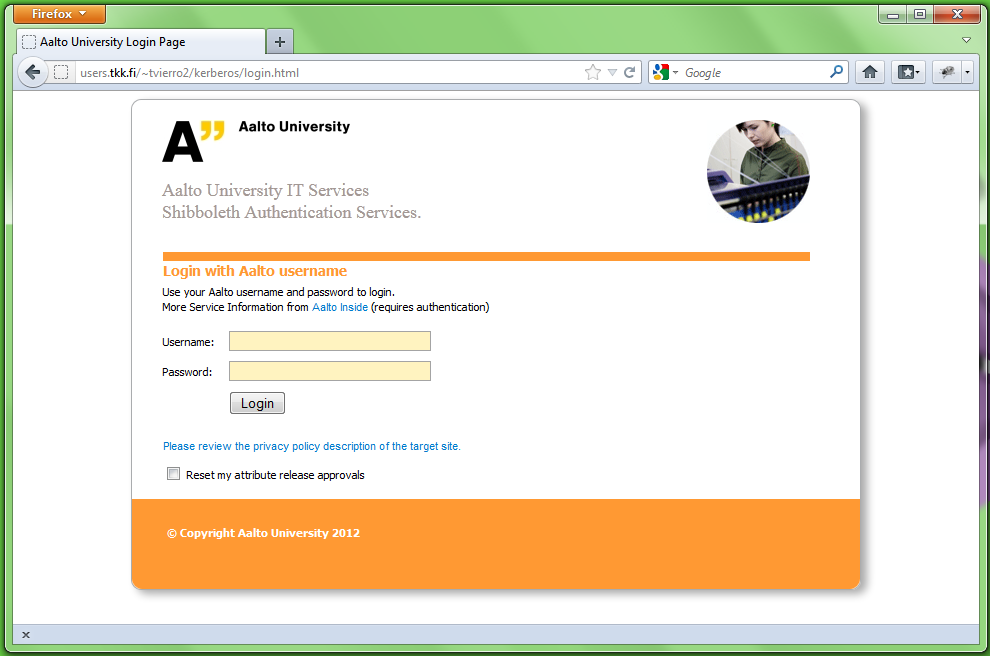 Firefox
Aalto University Login Page
users.tkk.fi/~tvierro2/kerberos/login.html
Google
A” Aalto University
Aalto University IT Services
Shibboleth Authentication Services.
Login with Aalto username
Use your Aalto username and password to login.
More Service Information from Aalto Inside (requires authentication)
Username:
Password:
Login
Please review the privacy policy description of the target site.
Reset my attribute release approvals
© Copyright Aalto University 2012